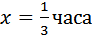 x = 1/3 часа